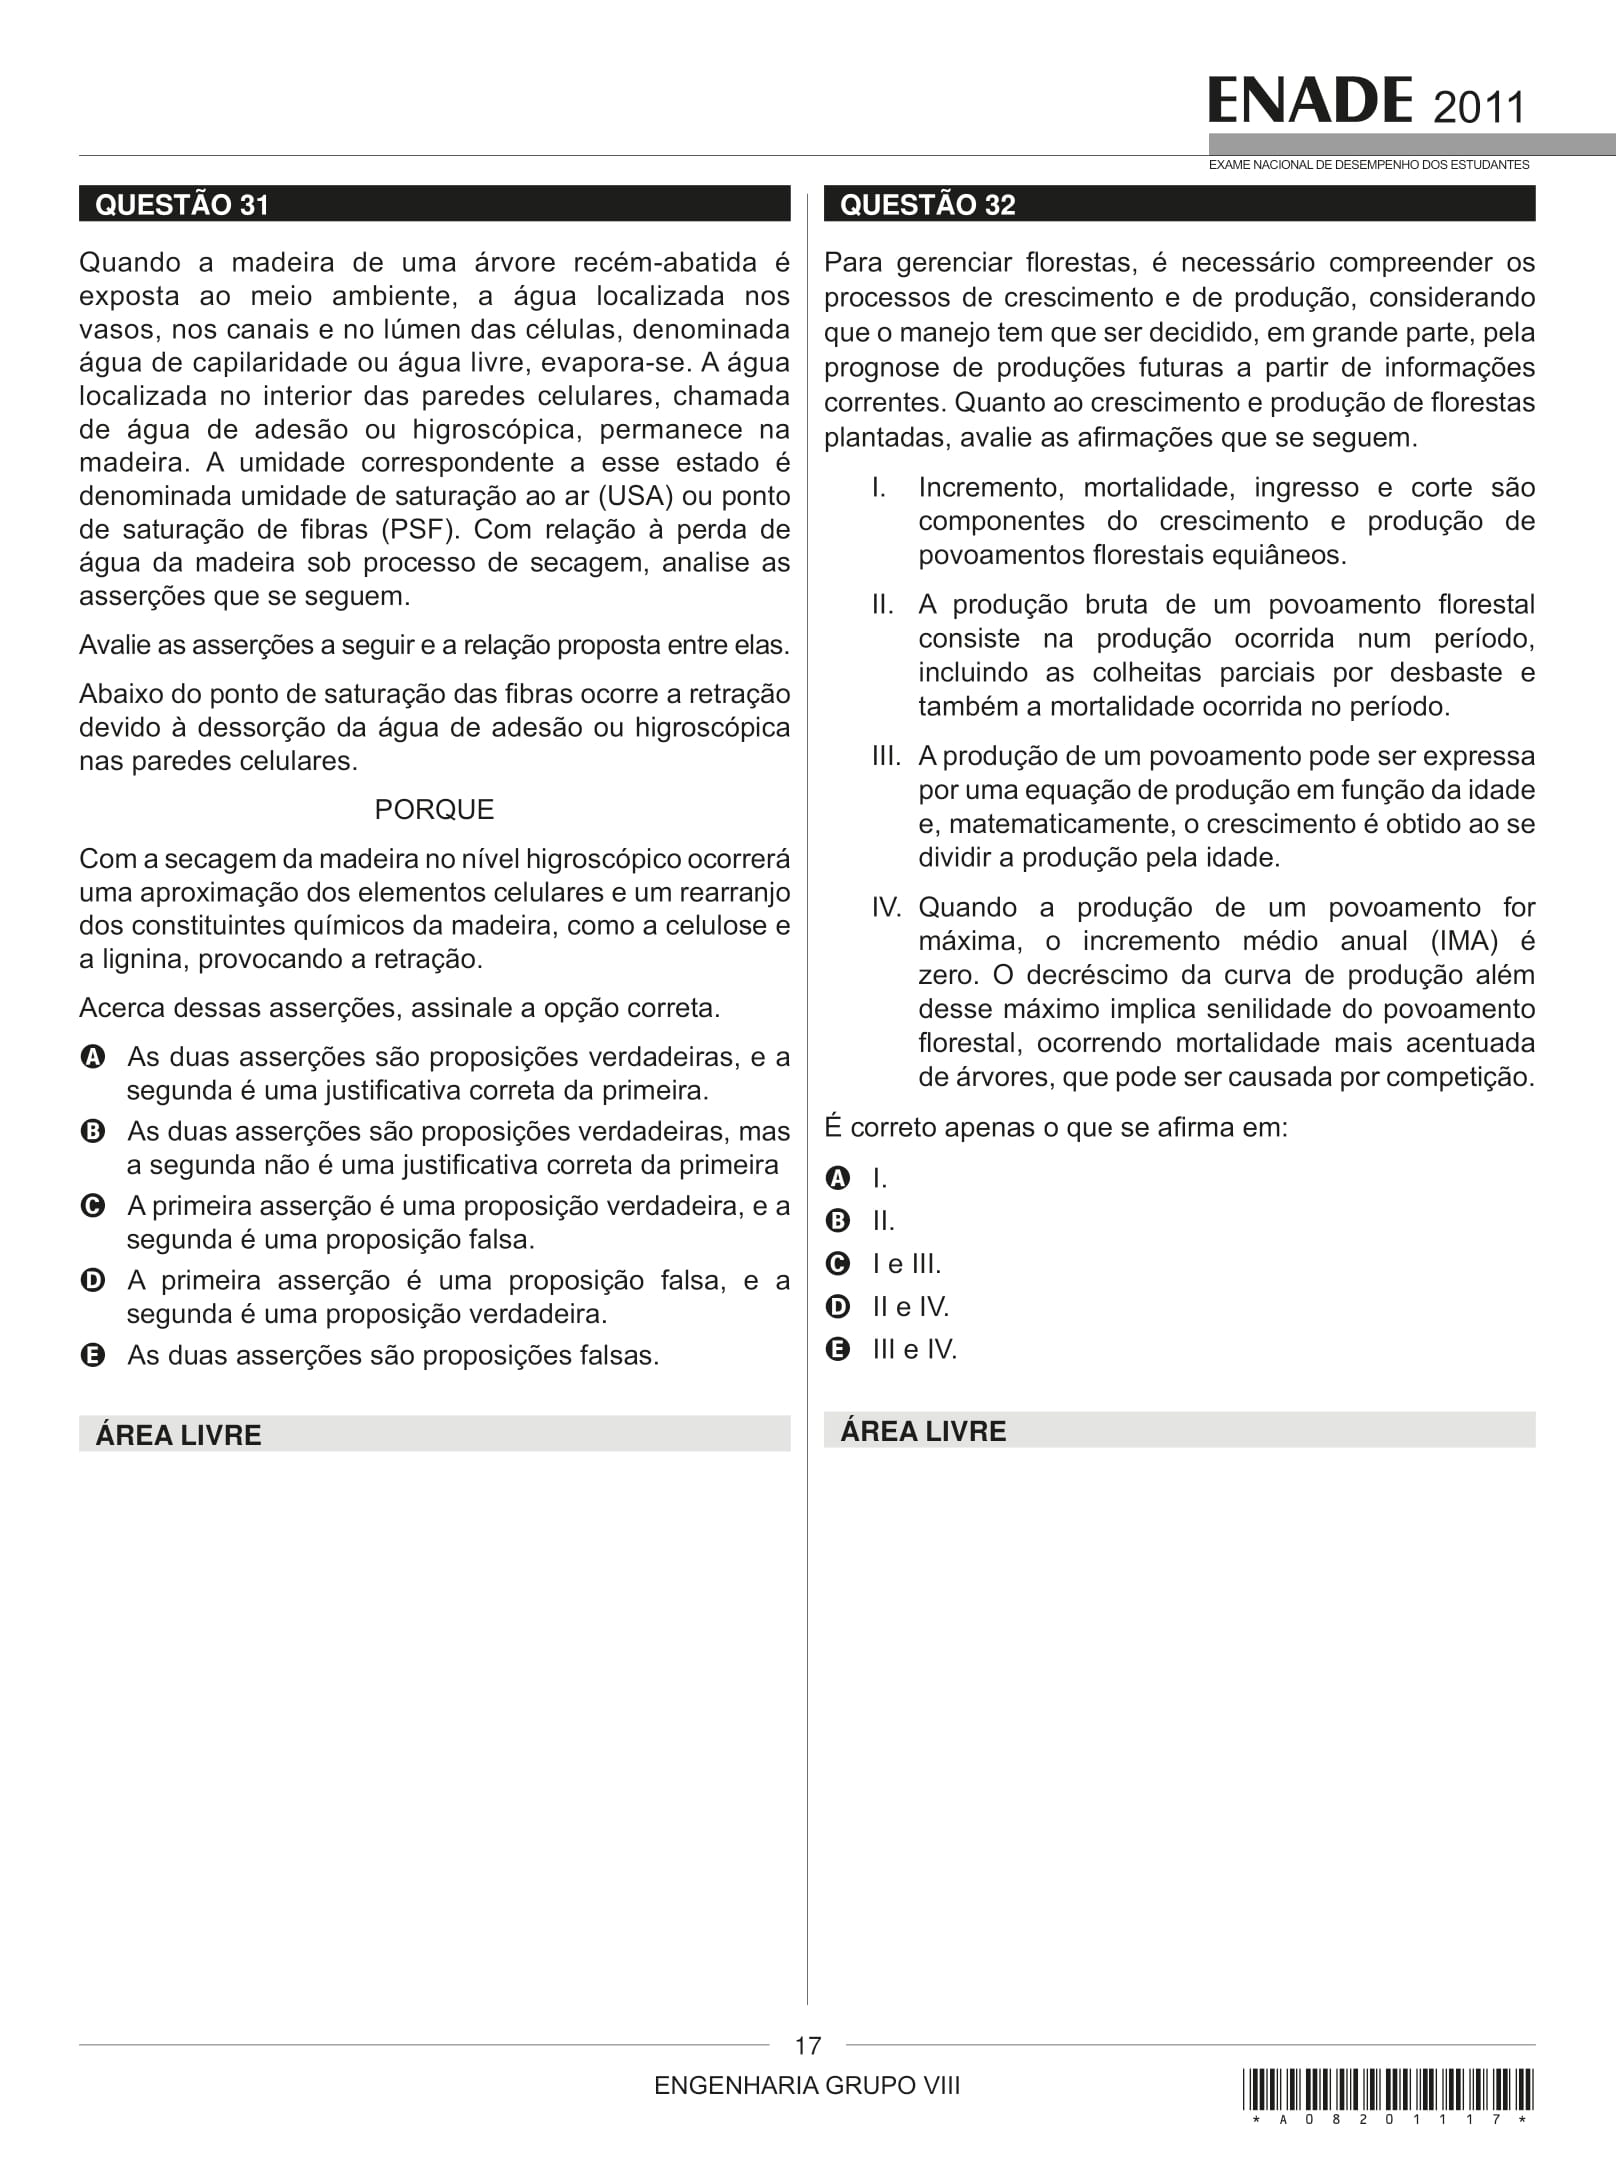 ENADE 2011
EXAME NACIONAL DE DESEMPENHO DOS ESTUDANTES
QUESTÃO 31
Quando a madeira de uma árvore recém-abatida é
exposta ao meio ambiente, a água localizada nos
vasos, nos canais e no lúmen das células, denominada
água de capilaridade ou água livre, evapora-se. A água
localizada no interior das paredes celulares, chamada
de água de adesão ou higroscópica, permanece na
madeira. A umidade correspondente a esse estado é
denominada umidade de saturação ao ar (USA) ou ponto
de saturação de fibras (PSF). Com relação à perda de
água da madeira sob processo de secagem, analise as
asserções que se seguem.
Avalie as asserções a seguir e a relação proposta entre elas.
Abaixo do ponto de saturação das fibras ocorre a retração
devido à dessorção da água de adesão ou higroscópica
nas paredes celulares.
PORQUE
Com a secagem da madeira no nível higroscópico ocorrerá
uma aproximação dos elementos celulares e um rearranjo
dos constituintes químicos da madeira, como a celulose e
a lignina, provocando a retração.
Acerca dessas asserções, assinale a opção correta.
A As duas asserções são proposições verdadeiras, e a
segunda é uma justificativa correta da primeira.
B As duas asserções são proposições verdadeiras, mas
a segunda não é uma justificativa correta da primeira
C A primeira asserção é uma proposição verdadeira, e a
segunda é uma proposição falsa.
D A primeira asserção é uma proposição falsa, e a
segunda é uma proposição verdadeira.
E As duas asserções são proposições falsas.
ÁREA LIVRE
QUESTÃO 32
Para gerenciar florestas, é necessário compreender os
processos de crescimento e de produção, considerando
que o manejo tem que ser decidido, em grande parte, pela
prognose de produções futuras a partir de informações
correntes. Quanto ao crescimento e produção de florestas
plantadas, avalie as afirmações que se seguem.
I. Incremento, mortalidade, ingresso e corte são
componentes do crescimento e produção de
povoamentos florestais equiâneos.
II. A produção bruta de um povoamento florestal
consiste na produção ocorrida num período,
incluindo as colheitas parciais por desbaste e
também a mortalidade ocorrida no período.
III. A produção de um povoamento pode ser expressa
por uma equação de produção em função da idade
e, matematicamente, o crescimento é obtido ao se
dividir a produção pela idade.
IV. Quando a produção de um povoamento for
máxima, o incremento médio anual (IMA) é
zero. O decréscimo da curva de produção além
desse máximo implica senilidade do povoamento
florestal, ocorrendo mortalidade mais acentuada
de árvores, que pode ser causada por competição.
É correto apenas o que se afirma em:
A I.
B II.
C I e III.
D II e IV.
E III e IV.
ÁREA LIVRE
17
ENGENHARIA GRUPO VIII
* A 0 8 2 0 1 1 1 7 *